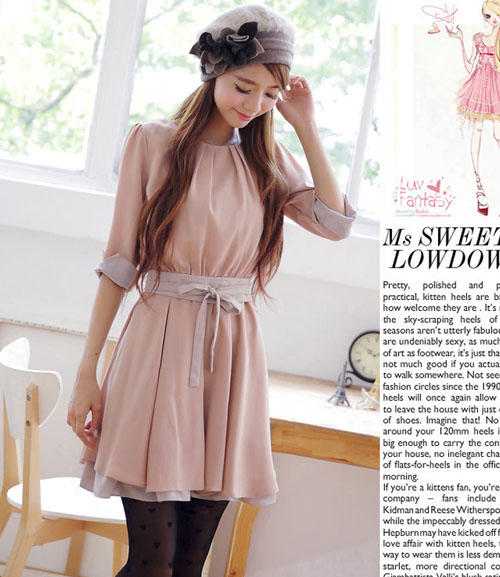 Luv
Fantasy
Ms SWEET
LOWDOW
Pretty, polished and p
practical, kitten heels are b
how welcome they are . It's
the sky-scraping heels of
seasons aren't utterly fabulou
are undeniably sexy, as much
of art as footwear, it's just tha
not much good if you actua
to walk somewhere. Not see
fashion circles since the 1990
heels will once again allow
to leave the house with just
of shoes. Imagine that! No
around your 120mm heels i
big enough to carry the con
your house, no inelegant cha
of flats-for-heels in the offic
morning.
If you're a kittens fan, you're
company – fans include
Kidman and Reese Witherspo
while the impeccably dressed
Hepburn may have kicked off f
love affair with kitten heels,
way to wear them is less dem
starlet, more directional co
Giambattista Valli's blush